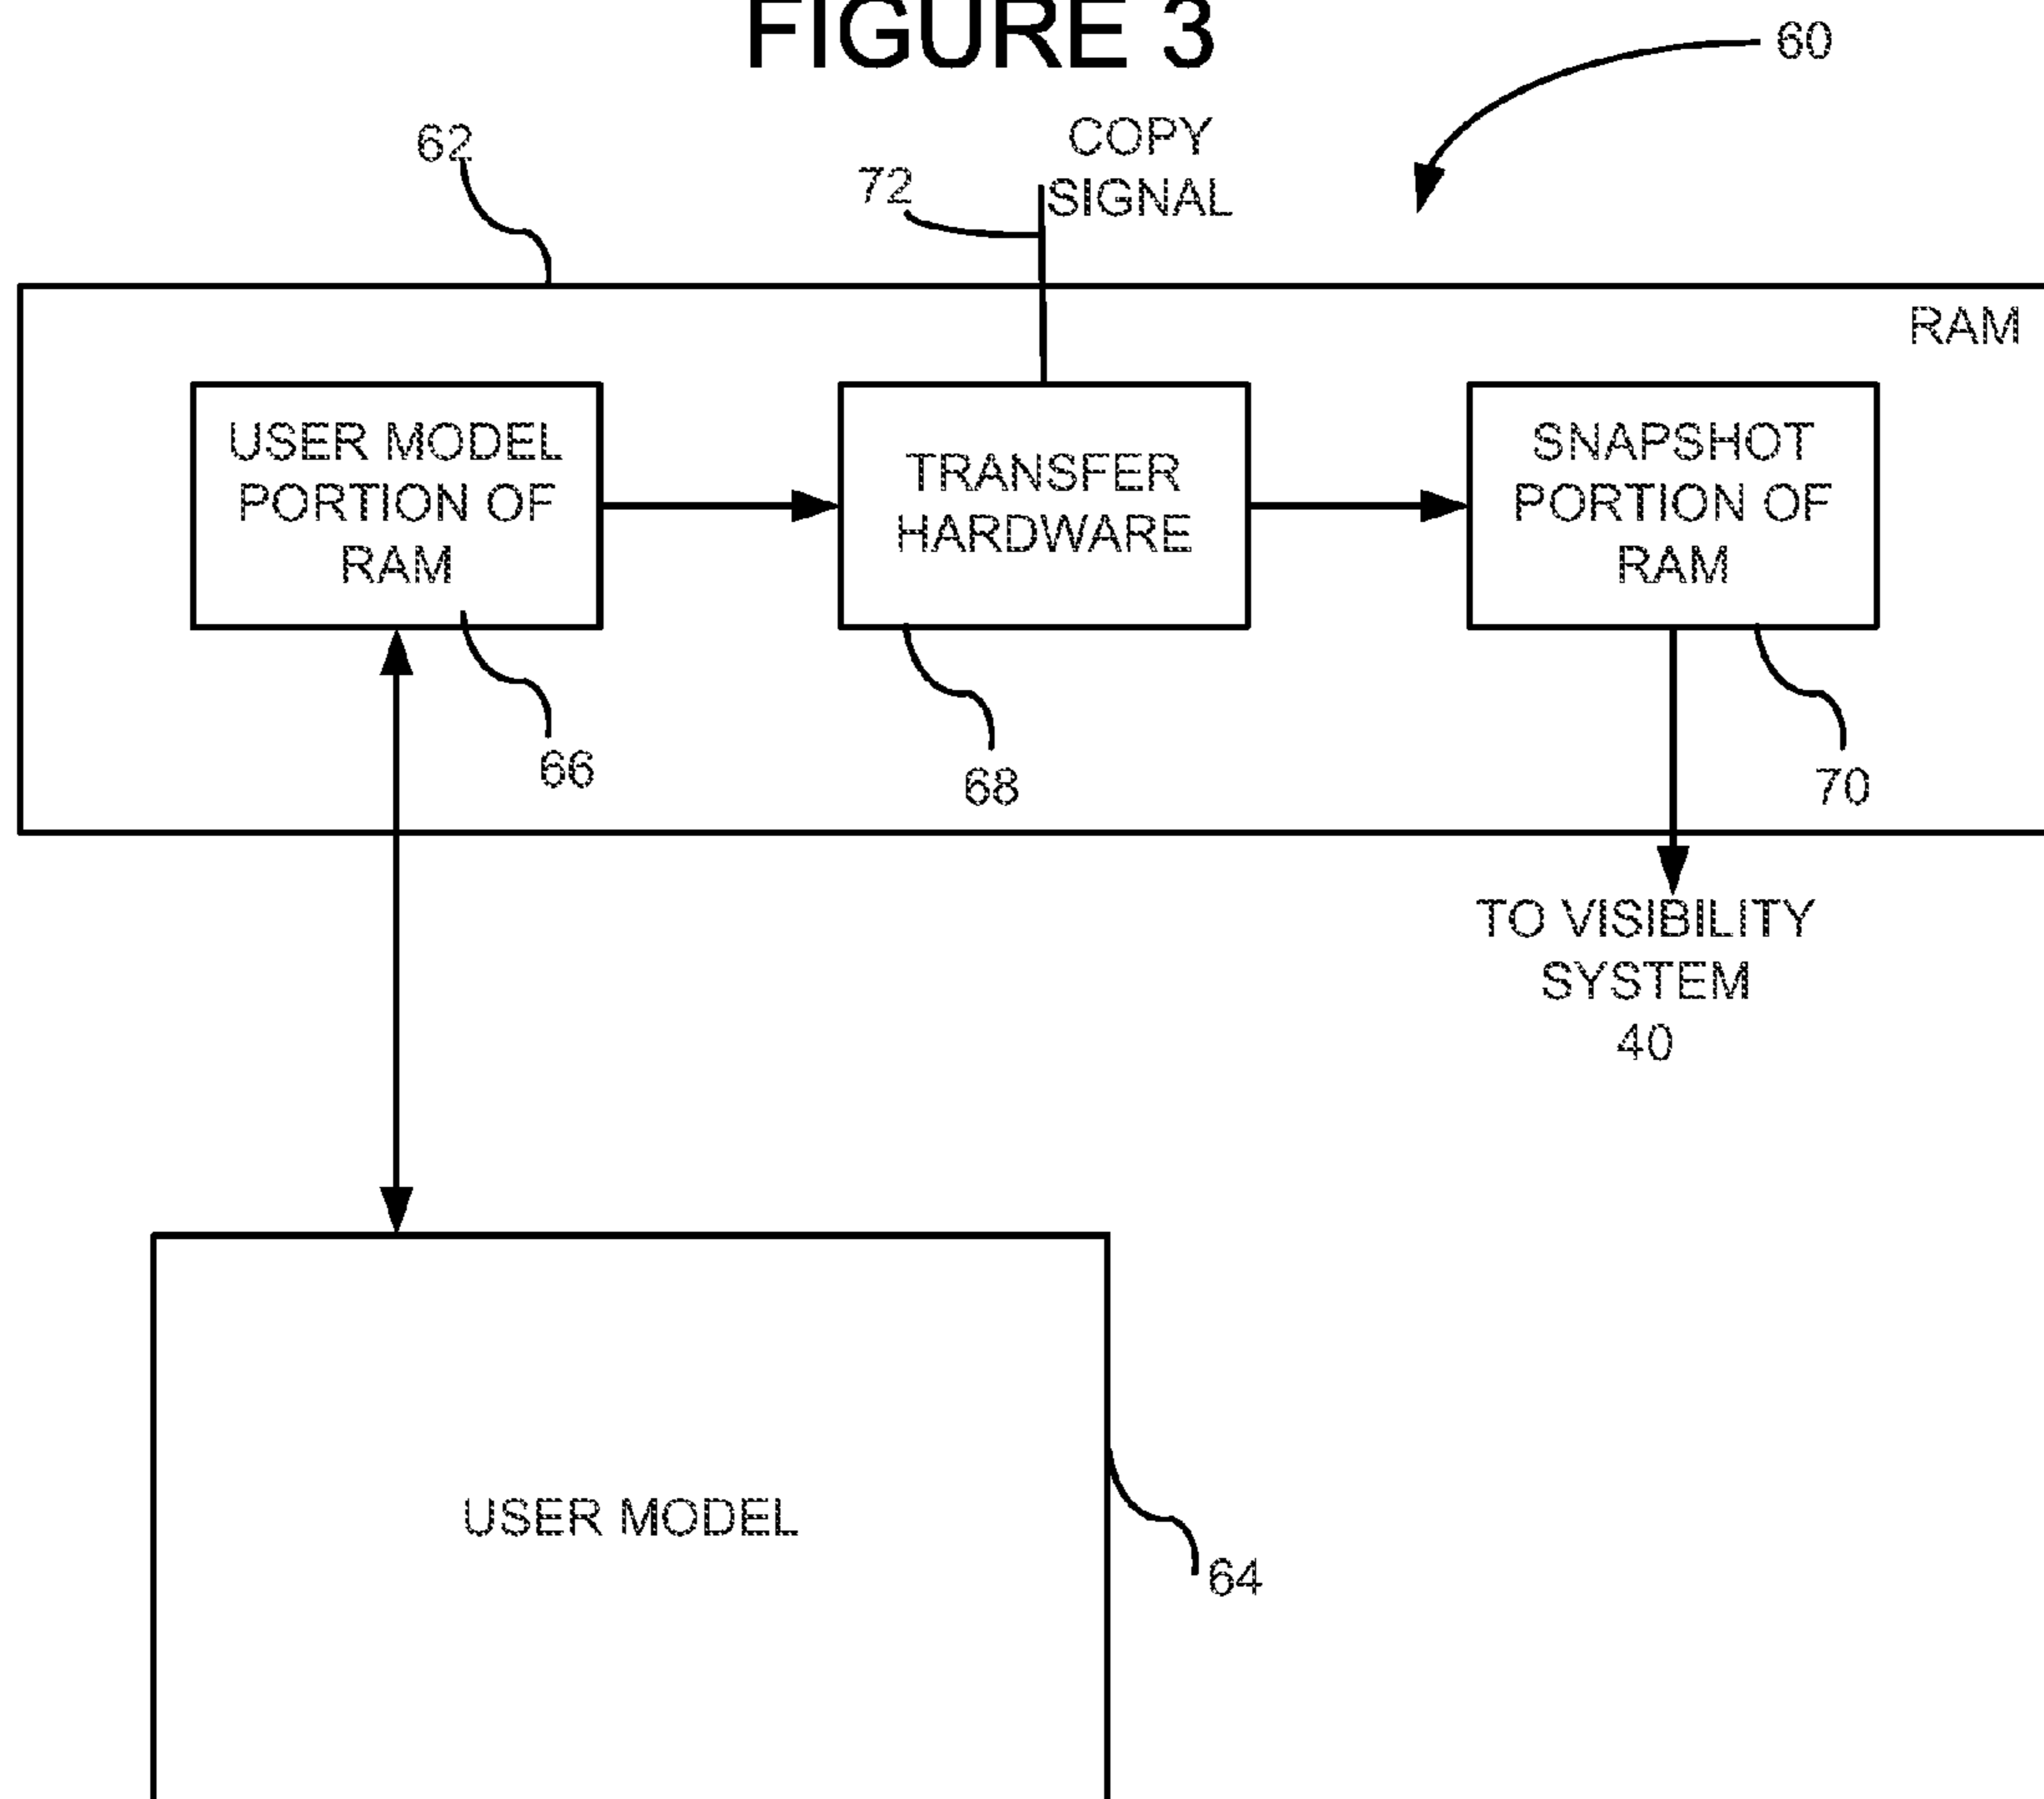 FIGURE 3
60
62
COPY
72
SIGNAL
RAM
USER MODEL
PORTION OF
RAM
TRANSFER
HARDWARE
SNAPSHOT
PORTION OF
RAM
66
68
70
TO VISIBILITY
SYSTEM
40
USER MODEL
64